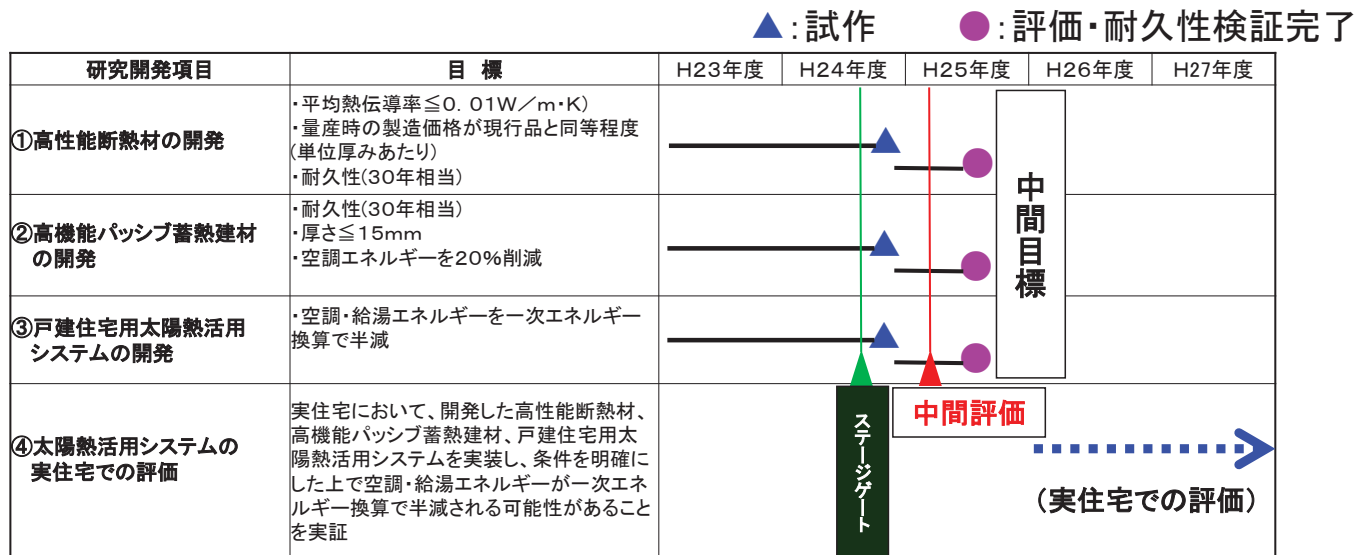 ▲:試作 ●:評価・耐久性検証完了
研究開発項目 目 標 H23年度 H24年度 H25年度 H26年度 H27年度
①高性能断熱材の開発
・平均熱伝導率≦0.01W/m・K)
・量産時の製造価格が現行品と同等程度
(単位厚みあたり)
・耐久性(30年相当)
②高機能パッシブ蓄熱建材
の開発
・耐久性(30年相当)
・厚さ≦15mm
・空調エネルギーを20%削減
③戸建住宅用太陽熱活用
システムの開発
・空調・給湯エネルギーを一次エネルギー
換算で半減
中間目標
④太陽熱活用システムの
実住宅での評価
実住宅において、開発した高性能断熱材、
高機能パッシブ蓄熱建材、戸建住宅用太
陽熱活用システムを実装し、条件を明確に
した上で空調・給湯エネルギーが一次エネ
ルギー換算で半減される可能性があること
を実証
ステージゲート
中間評価
(実住宅での評価)